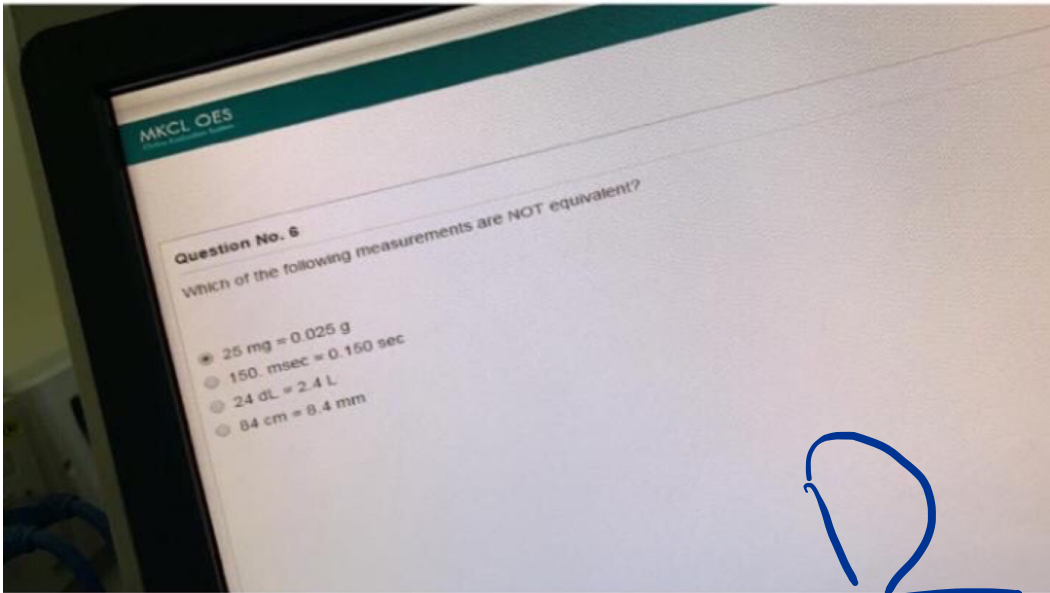 MKCL OES
Question No. 6
Which of the following measurements are NOT equivalent?
25 mg = 0.025 g
150. msec = 0.150 sec
24 dL = 2.4 L
84 cm = 8.4 mm